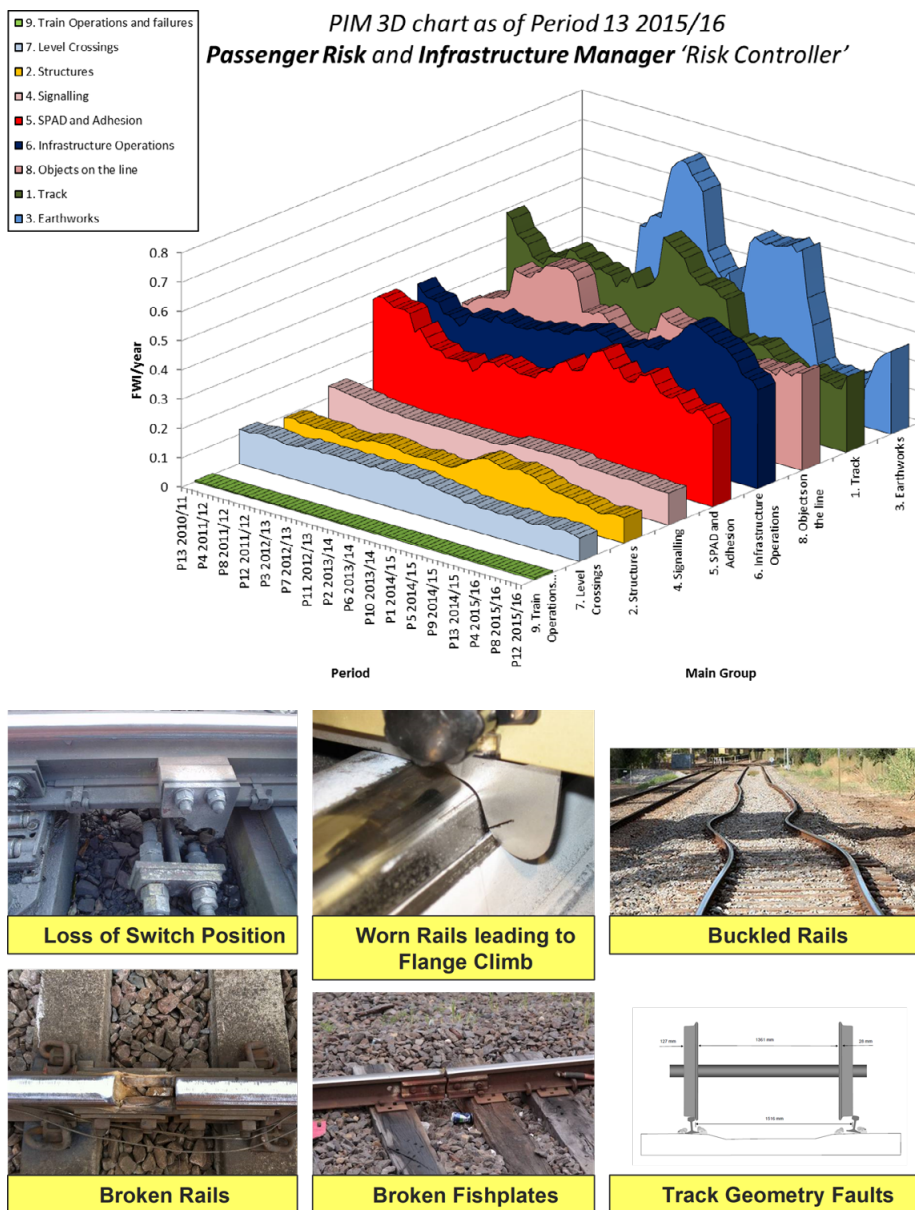 PIM 3D chart as of Period 13 2015/16
Passenger Risk and Infrastructure Manager ‘Risk Controller’
9. Train Operations and failures
7. Level Crossings
2. Structures
4. Signalling
5. SPAD and Adhesion
6. Infrastructure Operations
8. Objects on the line
1. Track
3. Earthworks
FWI/year
0.8
0.7
0.6
0.5
0.4
0.3
0.2
0.1
0
P13 2010/11
P4 2011/12
P8 2011/12
P12 2011/12
P3 2012/13
P7 2012/13
P11 2012/13
P2 2013/14
P6 2013/14
P10 2013/14
P1 2014/15
P5 2014/15
P9 2014/15
P13 2014/15
P4 2015/16
P8 2015/16
P12 2015/16
9. Train
Operations...
7. Level
Crossings
2. Structures
4. Signalling
5. SPAD and
Adhesion
6. Infrastructure
Operations
8. Objects on
the line
1. Track
3. Earthworks
Period
Main Group
Loss of Switch Position
Worn Rails leading to
Flange Climb
Buckled Rails
127 mm
1361 mm
28 mm
1515 mm
Broken Rails
Broken Fishplates
Track Geometry Faults